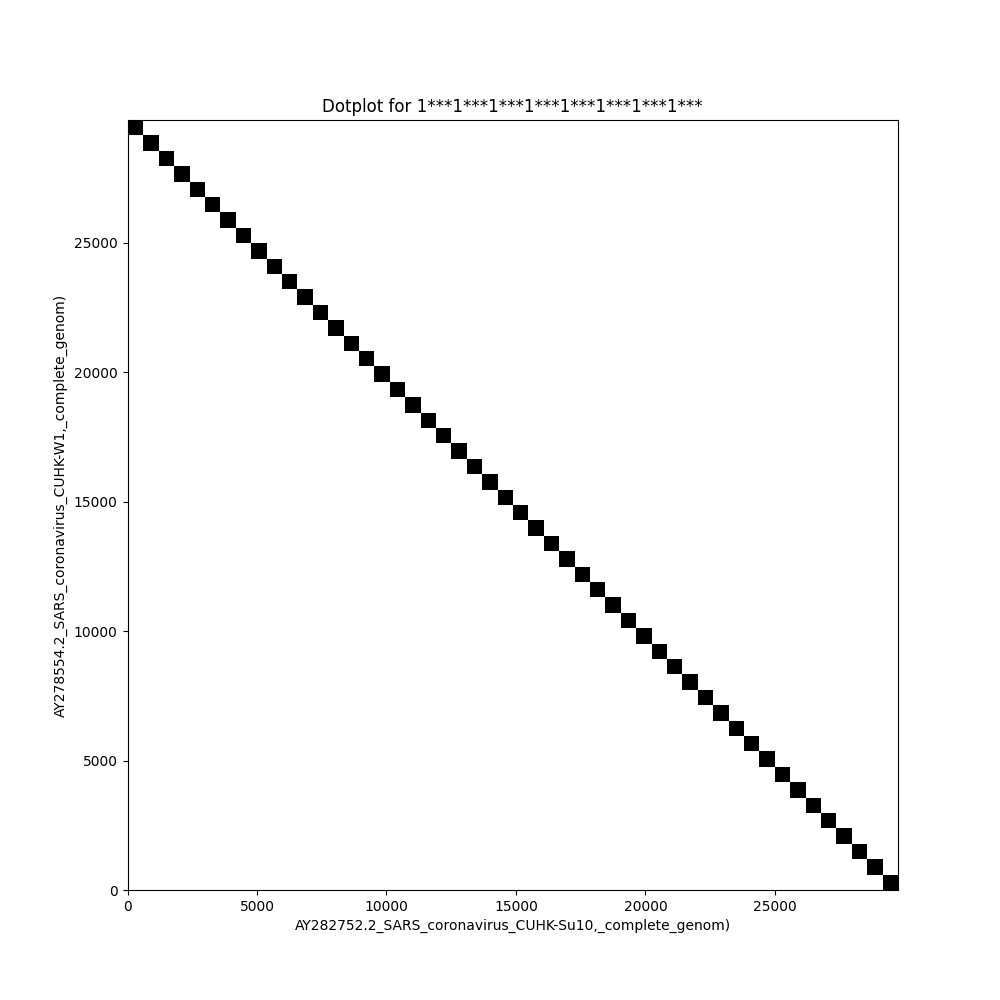 Dotplot for 1***1***1***1***1***1***1***1***
25000
20000
15000
10000
5000
0
AY278554.2_SARS_coronavirus_CUHK-W1,_complete_genom)
0 5000 10000 15000 20000 25000
AY282752.2_SARS_coronavirus_CUHK-Su10,_complete_genom)